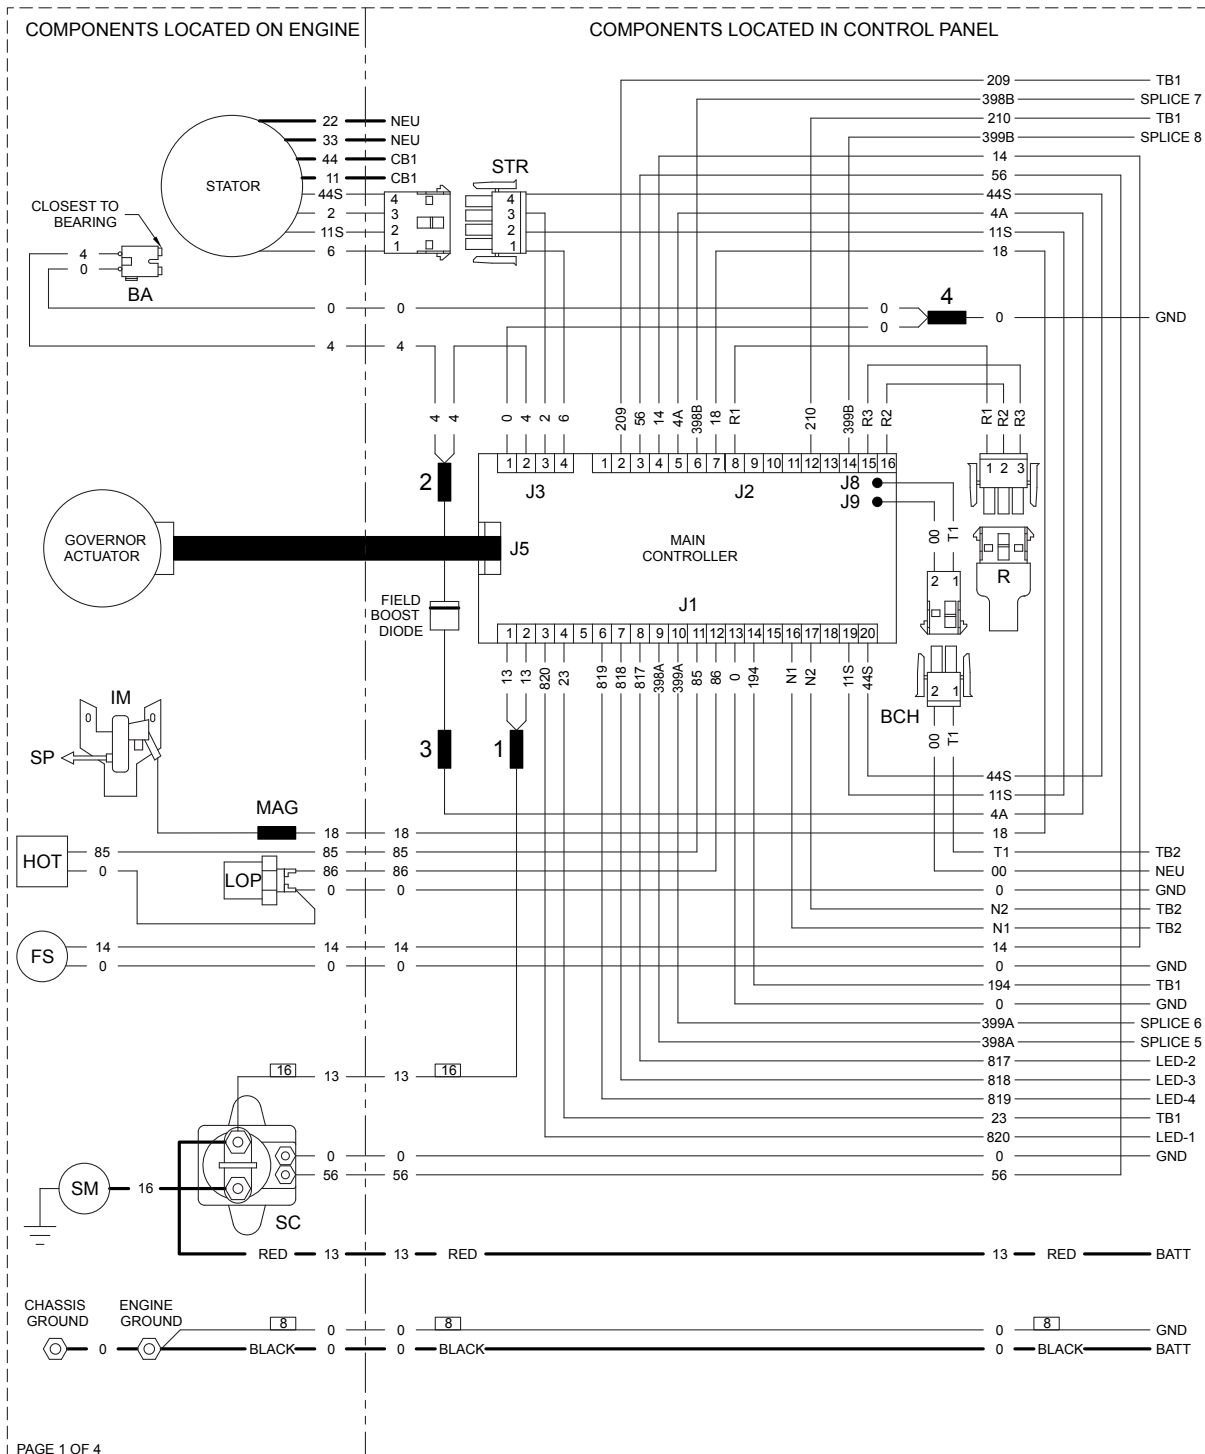 COMPONENTS LOCATED ON ENGINE
COMPONENTS LOCATED IN CONTROL PANEL
209 TB1
398B SPLICE 7
22 NEU 210 TB1
33 NEU 399B SPLICE 8
44 CB1 14
STATOR
11 CB1 STR 56
44S 4 4 44S
CLOSEST TO
BEARING
2 3 3 4A
11S 2 2 11S
6 1 1 18
4
0
BA
4
0 0 0
0 0 GND
4 4
4 4 0 4 2 6 209 56 14 4A 398B 18 R1 210 399B R3 R2 R1 R2 R3
1 2 3 4 1 2 3 4 5 6 7 8 9 10 11 12 13 14 15 16 1 2 3
2 J3 J2 J8
J9
GOVERNOR
ACTUATOR
J5
MAIN
CONTROLLER
00 T1
R
2 1
FIELD
BOOST
DIODE
J1
1 2 3 4 5 6 7 8 9 10 11 12 13 14 15 16 17 18 19 20
13 13 820 23 819 818 817 398A 399A 85 86 0 194 N1 N2 11S 44S
2 1
BCH
00 T1
IM
0 0
SP
3 1
44S
11S
MAG 4A
18 18 18
HOT 85 85 85 T1 TB2
0 LOP 86 86 00 NEU
0 0 0 GND
N2 TB2
N1 TB2
FS 14 14 14 14
0 0 0 0 GND
194 TB1
0 GND
399A SPLICE 6
398A SPLICE 5
817 LED-2
16 13 13 16 818 LED-3
819 LED-4
23 TB1
820 LED-1
0 0 0 GND
56 56 56
SM 16
SC
RED 13 13 RED 13 RED BATT
CHASSIS
GROUND
ENGINE
GROUND
8 0 0 8 0 8 GND
0 BLACK 0 0 BLACK 0 BLACK BATT
PAGE 1 OF 4